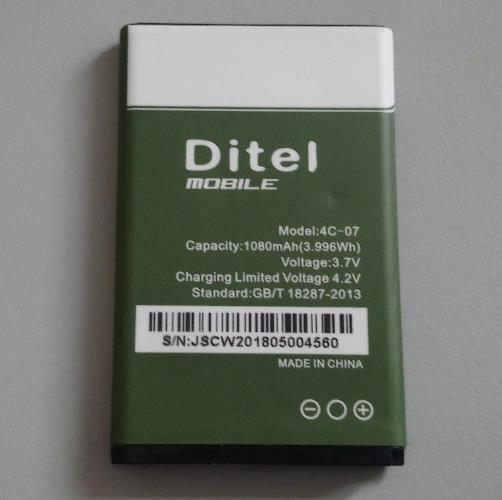 Ditel
MOBILE
Model:4C-07
Capacity:1080mAh(3.996Wh)
Voltage:3.7V
Charging Limited Voltage 4.2V
Standard:GB/T 18287-2013
S/N:JSCW201805004560
MADE IN CHINA